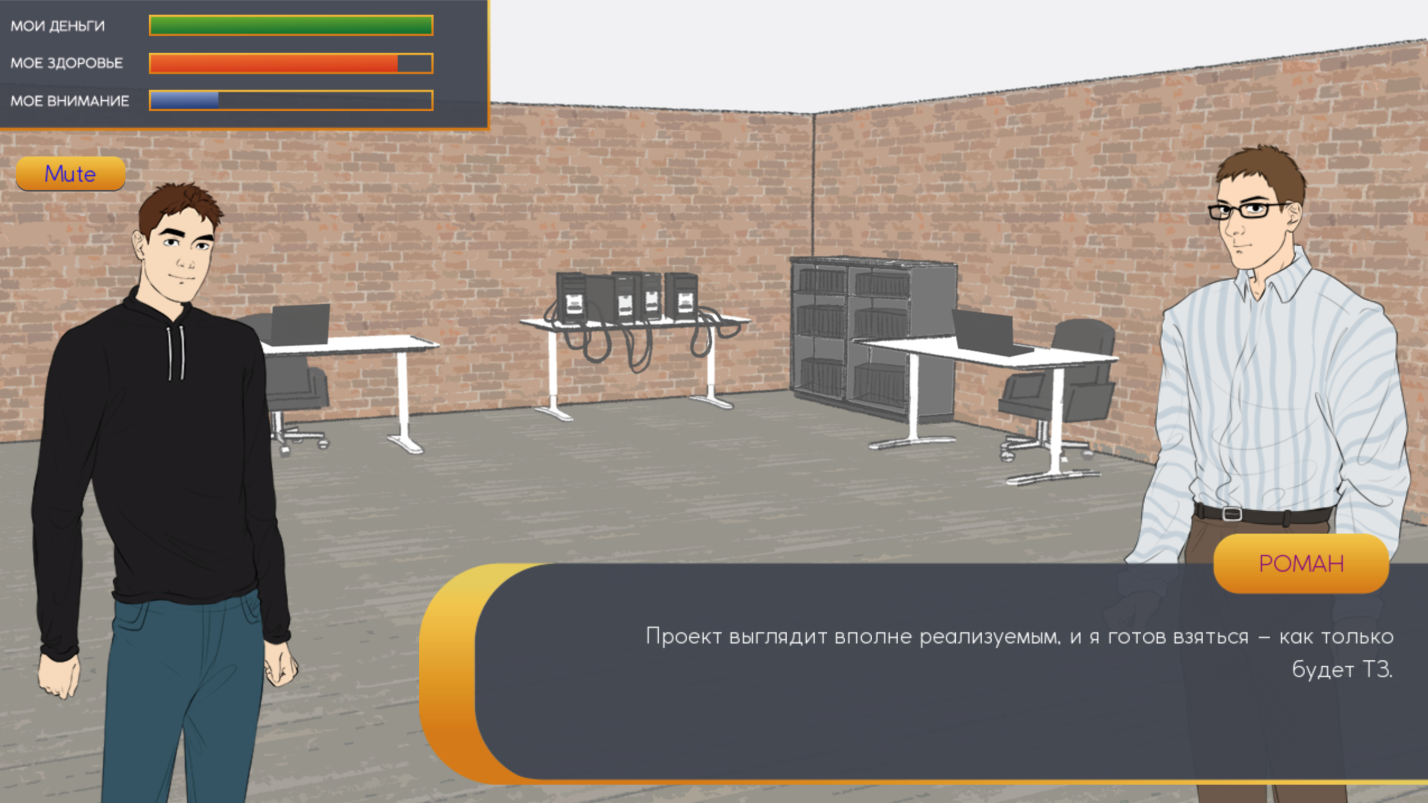 МОИ ДЕНЬГИ
МОЕ ЗДОРОВЬЕ
МОЕ ВНИМАНИЕ
Mute
РОМАН
Проект выглядит вполне реализуемым, и я готов взяться – как только
будет ТЗ.